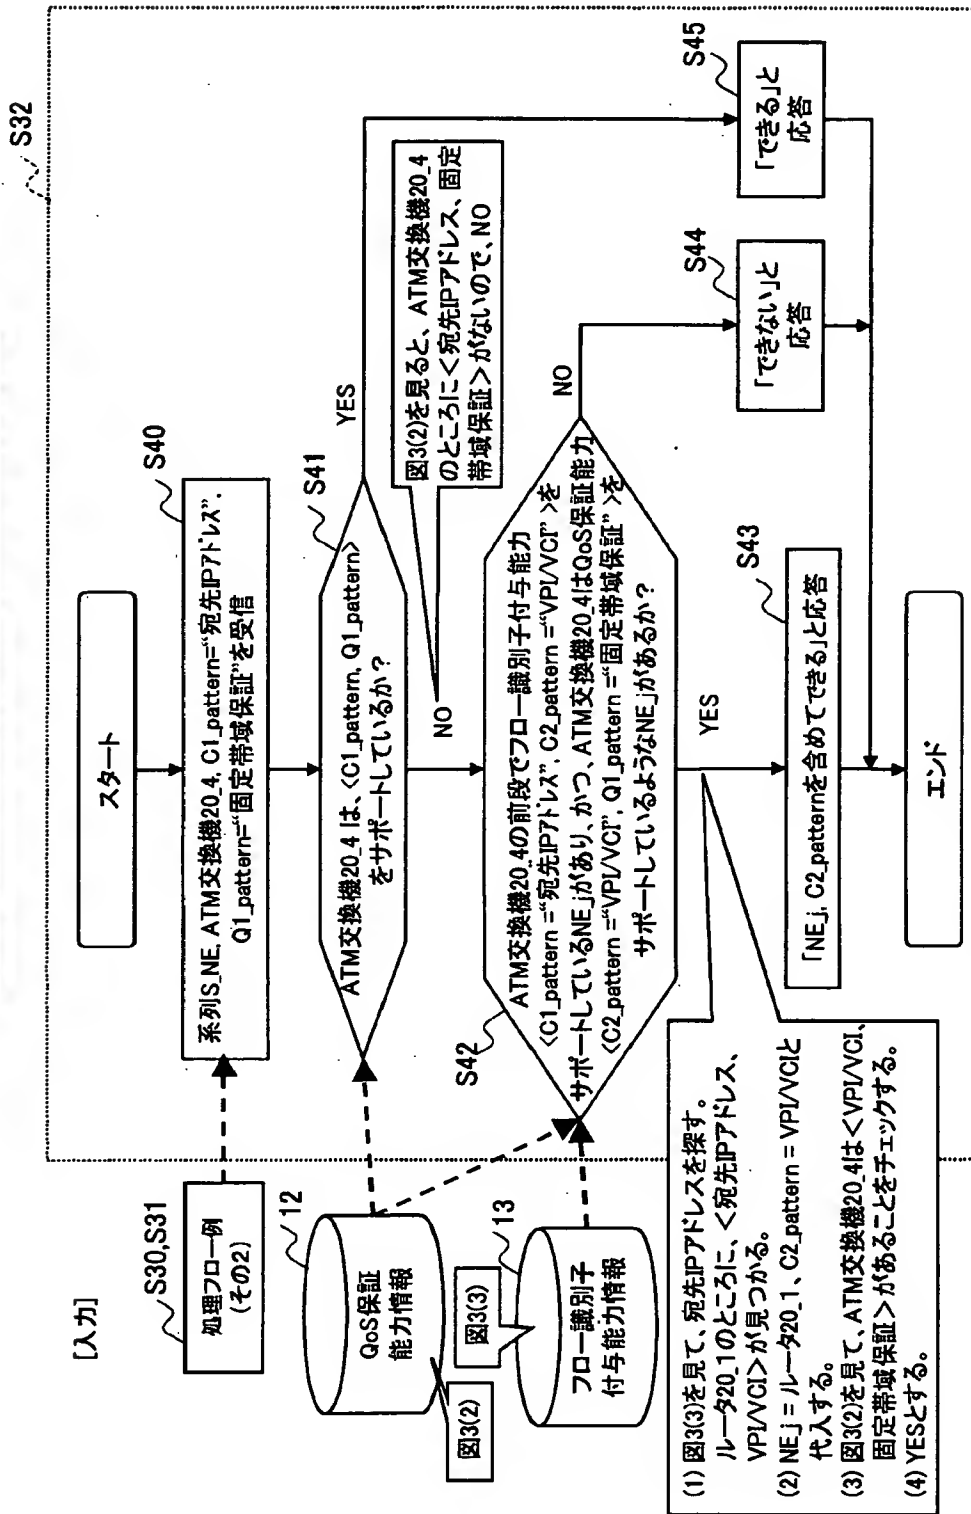 S32
[入力]
スタート
S30,S31
処理フロー例
(その2)
S40
系列S_NE, ATM交換機20_4, C1_pattern=“宛先IPアドレス”.
Q1_pattern=“固定帯域保証”を受信
12
QoS保証
能力情報
図3(2)
S41
ATM交換機20_4 は、<C1_pattern, Q1_pattern>
をサポートしているか?
YES
NO
図3(2)を見ると、ATM交換機20_4
のところに<宛先IPアドレス、固定
帯域保証>がないので、NO
図3(3)
13
フロー識別子
付与能力情報
S42
ATM交換機20_4の前段でフロー識別子付与能力
<C1_pattern =“宛先IPアドレス”, C2_pattern =“VPI/VCI” >を
サポートしているNEjがあり、かつ、ATM交換機20_4はQoS保証能力
<C2_pattern =“VPI/VCI”, Q1_pattern =“固定帯域保証” >を
サポートしているようなNEjがあるか?
NO
YES
(1) 図3(3)を見て、宛先IPアドレスを探す。
ルータ20_1のところに、<宛先IPアドレス、
VPI/VCI>が見つかる。
(2) NEj = ルータ20_1、C2_pattern = VPI/VCIと
代入する。
(3) 図3(2)を見て、ATM交換機20_4は<VPI/VCI、
固定帯域保証>があることをチェックする。
(4) YESとする。
S43
「NEj, C2_patternを含めてできる」と応答
S44
「できない」と
応答
S45
「できる」と
応答
エンド